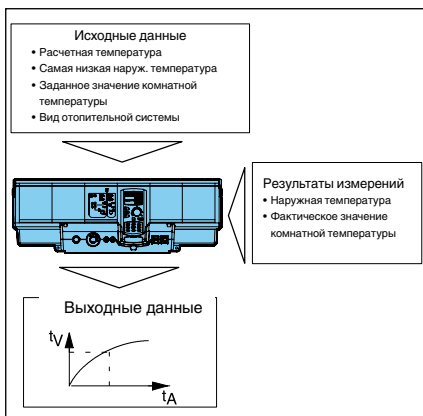 Исходные данные
• Расчетная температура
• Самая низкая наруж. температура
• Заданное значение комнатной
температуры
• Вид отопительной системы
Результаты измерений
• Наружная температура
• Фактическое значение
комнатной температуры
Выходные данные
tV
tA